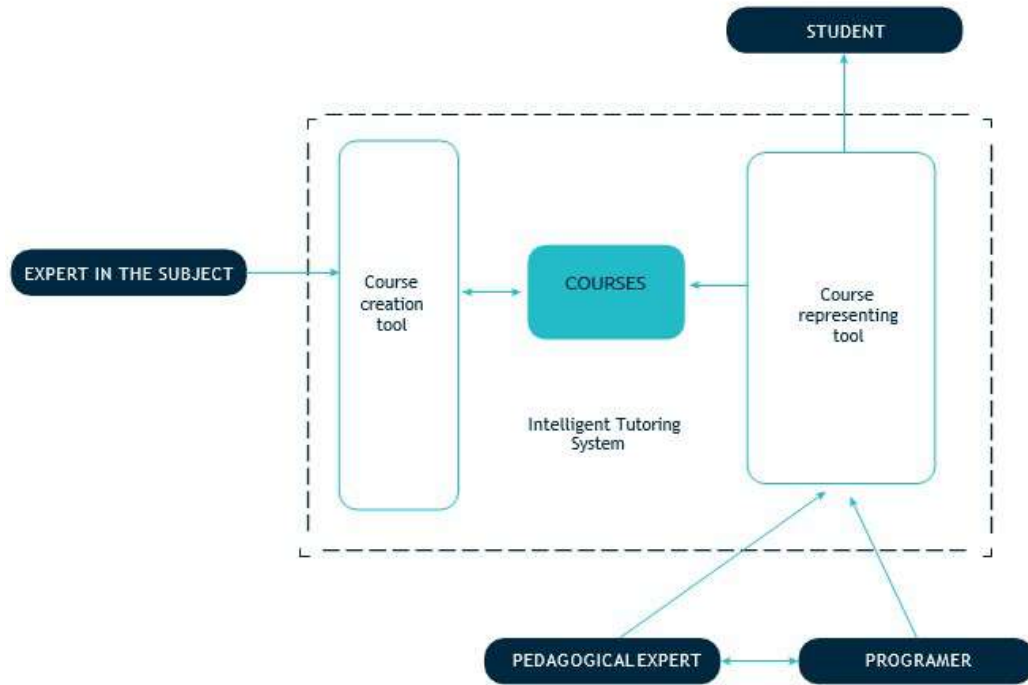 STUDENT
EXPERT IN THE SUBJECT
Course
creation
tool
COURSES
Course
representing
tool
Intelligent Tutoring
System
PEDAGOGICAL EXPERT
PROGRAMER